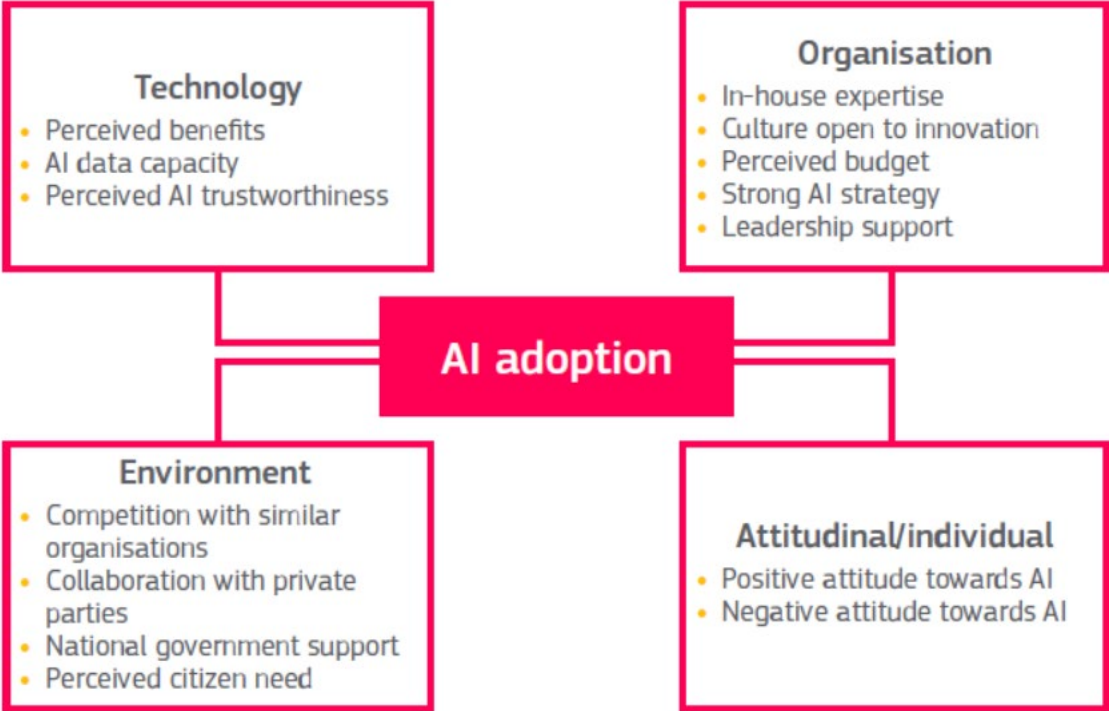 Technology
• Perceived benefits
• AI data capacity
• Perceived AI trustworthiness
Organisation
• In-house expertise
• Culture open to innovation
• Perceived budget
• Strong AI strategy
• Leadership support
AI adoption
Environment
• Competition with similar
organisations
• Collaboration with private
parties
• National government support
• Perceived citizen need
Attitudinal/individual
• Positive attitude towards AI
• Negative attitude towards AI